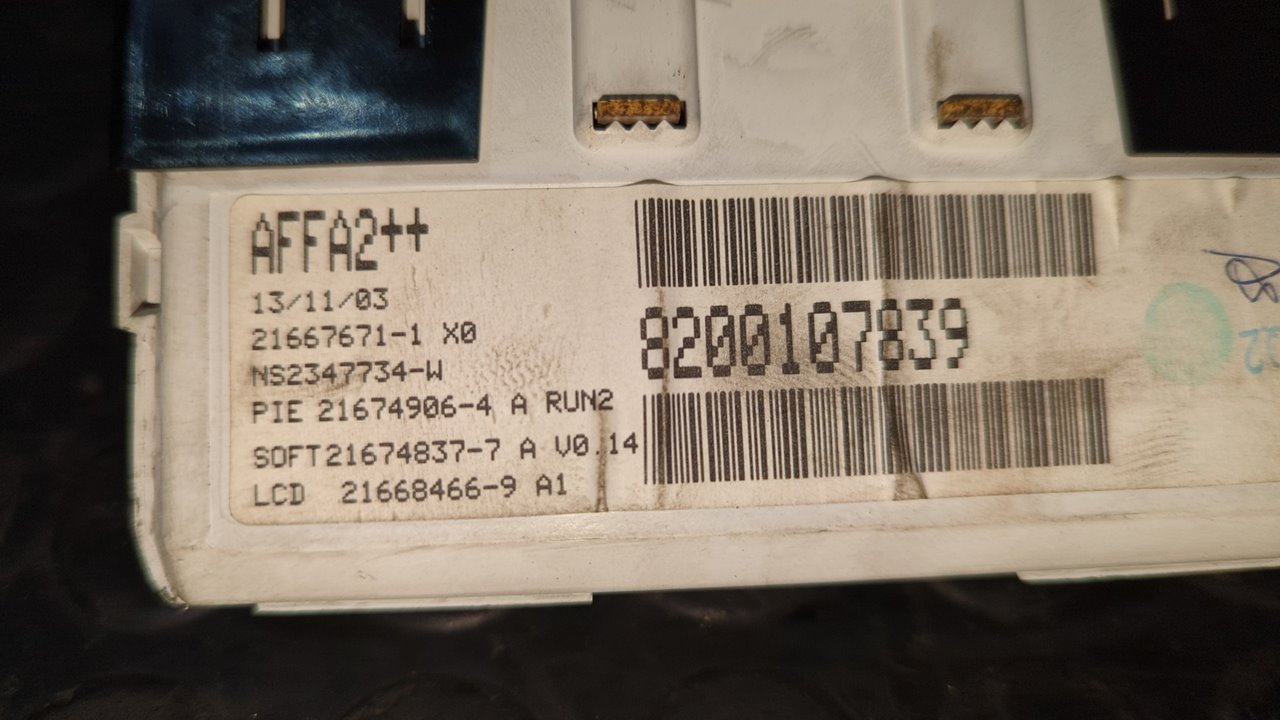 AFFA2++
13/11/03
21667671-1 X0
NS2347734-W
PIE 21674906-4 A RUN2
SOFT21674837-7 A V0.14
LCD 21668466-9 A1
8200107839
22